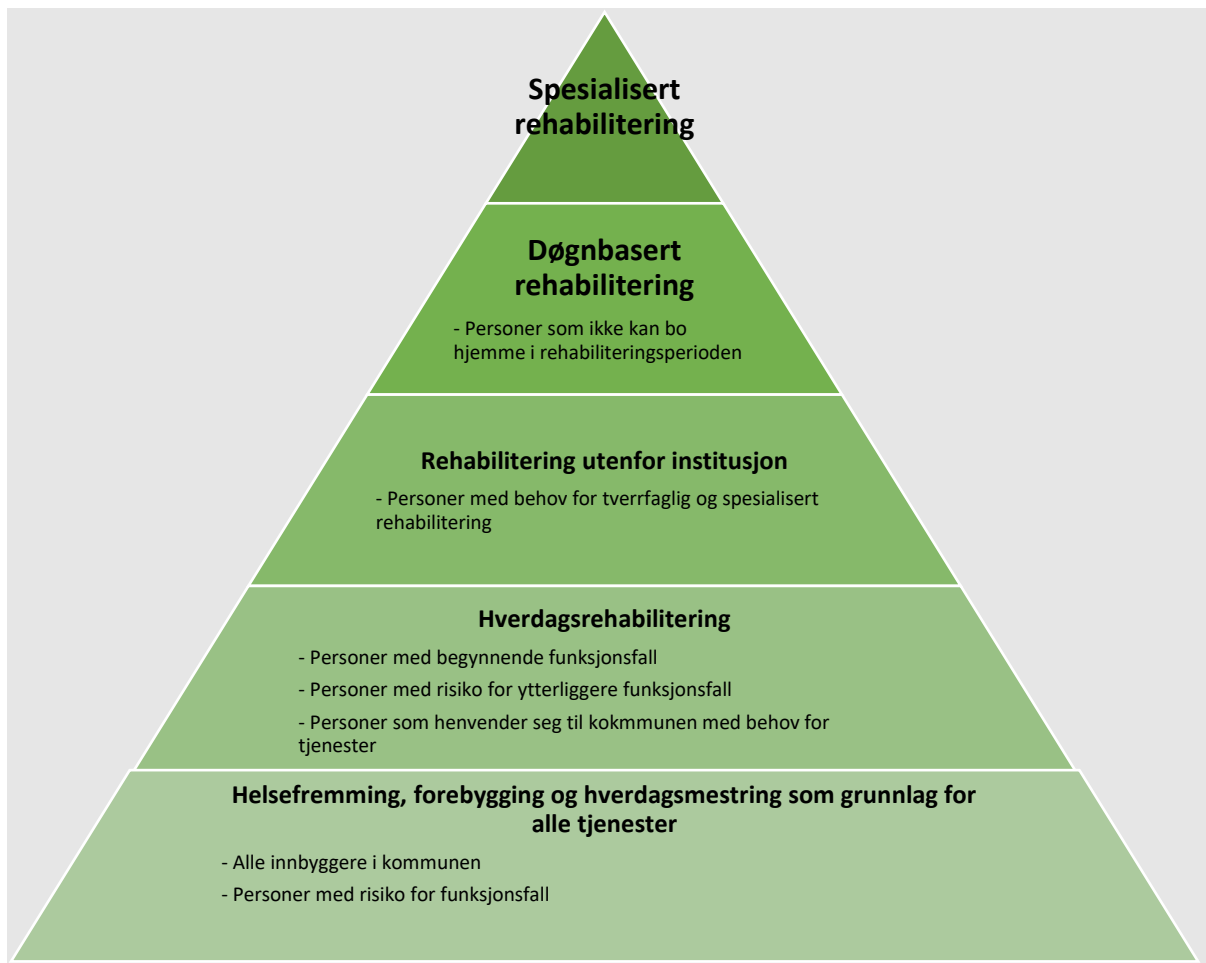 Spesialisert
rehabilitering
Døgnbasert
rehabilitering
- Personer som ikke kan bo
hjemme i rehabiliteringsperioden
Rehabilitering utenfor institusjon
- Personer med behov for tverrfaglig og spesialisert
rehabilitering
Hverdagsrehabilitering
- Personer med begynnende funksjonsfall
- Personer med risiko for ytterliggere funksjonsfall
- Personer som henvender seg til kokmmunen med behov for
tjenester
Helsefremming, forebygging og hverdagsmestring som grunnlag for
alle tjenester
- Alle innbyggere i kommunen
- Personer med risiko for funksjonsfall